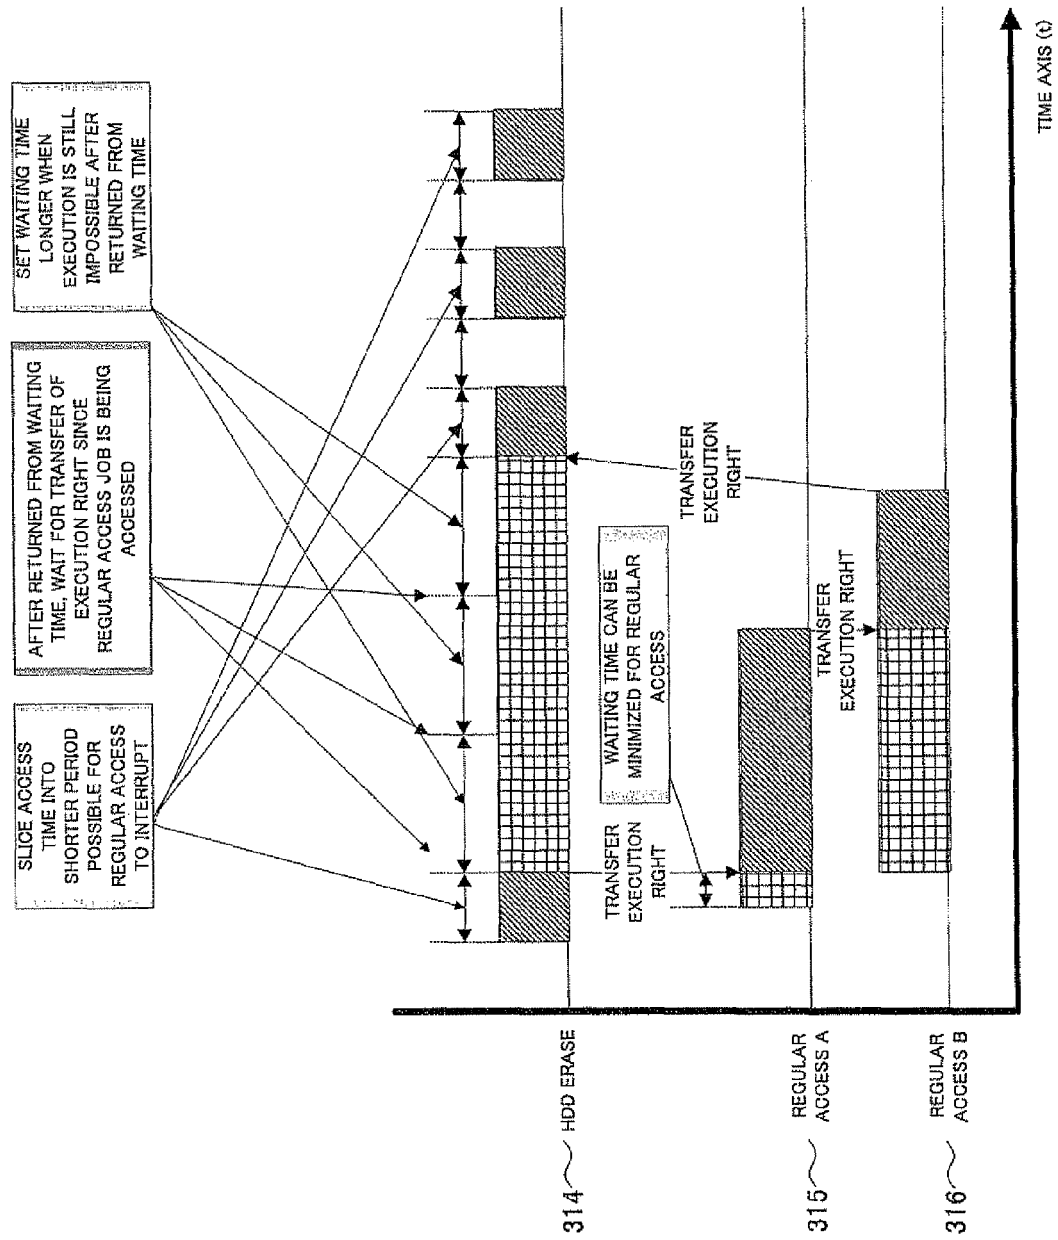 SLICE ACCESS
TIME INTO
SHORTER PERIOD
POSSIBLE FOR
REGULAR ACCESS
TO INTERRUPT
AFTER RETURNED FROM WAITING
TIME, WAIT FOR TRANSFER OF
EXECUTION RIGHT SINCE
REGULAR ACCESS JOB IS BEING
ACCESSED
SET WAITING TIME
LONGER WHEN
EXECUTION IS STILL
IMPOSSIBLE AFTER
RETURNED FROM
WAITING TIME
314
HDD ERASE
TRANSFER
EXECUTION
RIGHT
WAITING TIME CAN BE
MINIMIZED FOR REGULAR
ACCESS
TRANSFER
EXECUTION
RIGHT
315
REGULAR
ACCESS A
TRANSFER
EXECUTION RIGHT
316
REGULAR
ACCESS B
TIME AXIS (t)